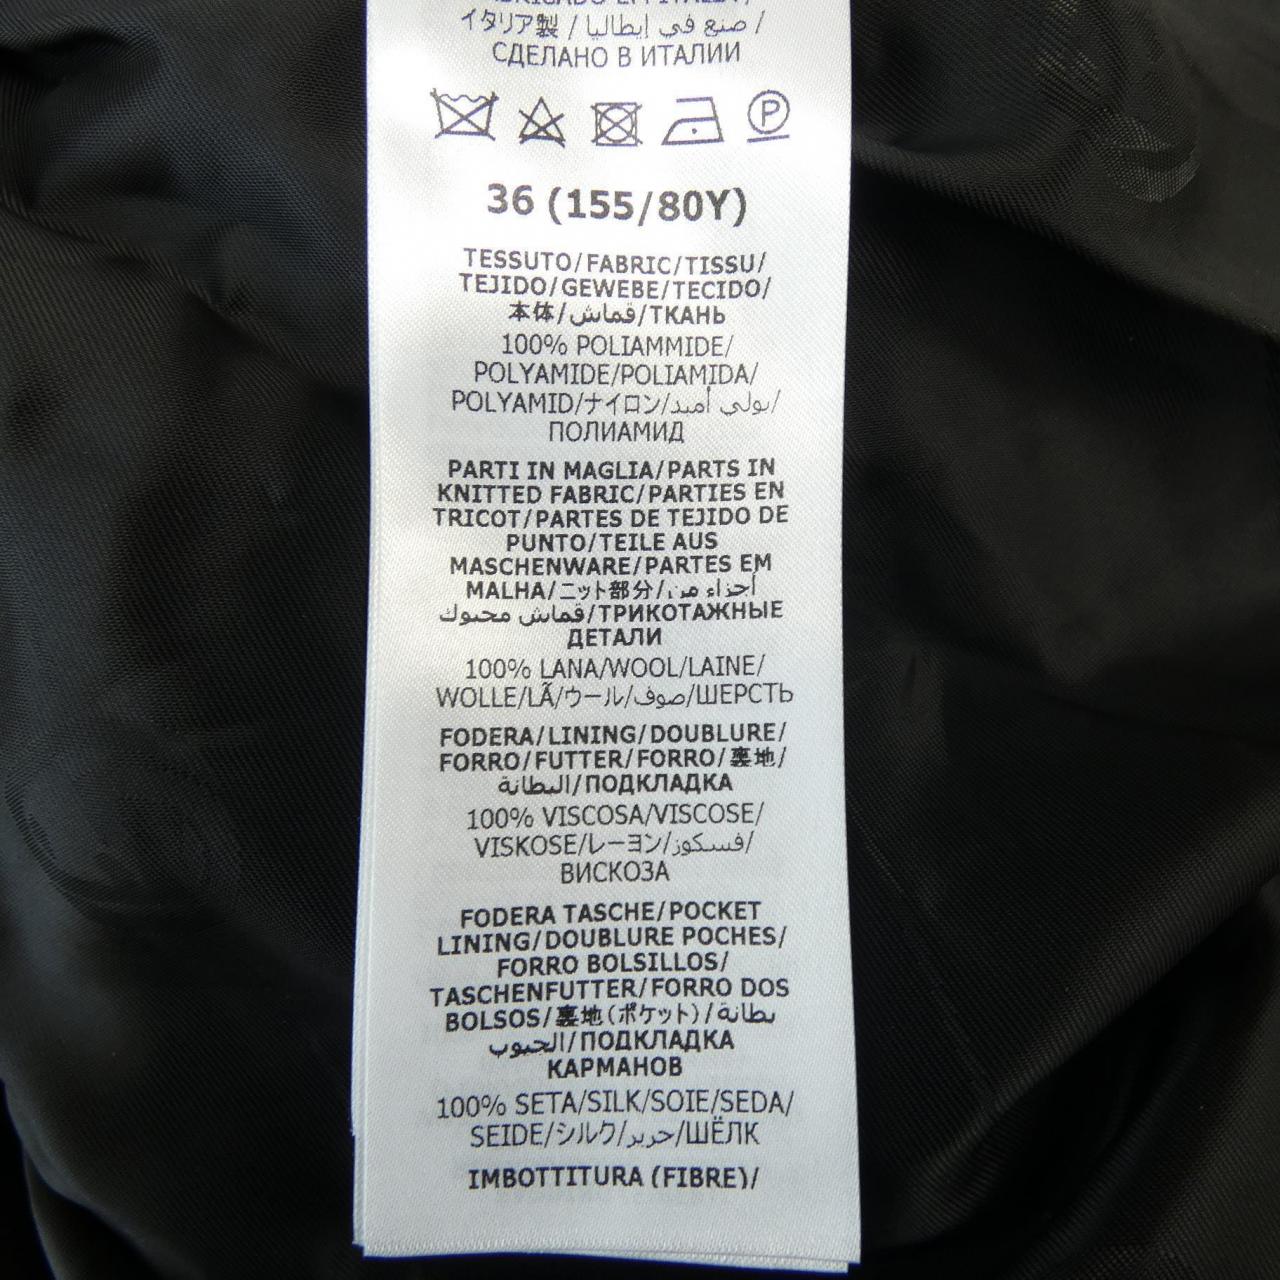 イタリア製 / صنع في إيطاليا /
СДЕЛАНО В ИТАЛИИ
P
36 (155/80Y)
TESSUTO/FABRIC/TISSU/
TEJIDO/GEWEBE/TECIDO/
本体/قماش/ТКАНЬ
100% POLIAMMIDE/
POLYAMIDE/POLIAMIDA/
POLYAMID/ナイロン/بولي أميد/
ПОЛИАМИД
PARTI IN MAGLIA/PARTS IN
KNITTED FABRIC/PARTIES EN
TRICOT/PARTES DE TEJIDO DE
PUNTO/TEILE AUS
MASCHENWARE/PARTES EM
MALHA/ニット部分/أجزاء من
قماش محبوك/ТРИКОТАЖНЫЕ
ДЕТАЛИ
100% LANA/WOOL/LAINE/
WOLLE/LÃ/ウール/صوف/ШЕРСТЬ
FODERA/LINING/DOUBLURE/
FORRO/FUTTER/FORRO/裏地/
البطانة/ПОДКЛАДКА
100% VISCOSA/VISCOSE/
VISKOSE/レーヨン/فسكوز/
ВИСКОЗА
FODERA TASCHE/POCKET
LINING/DOUBLURE POCHES/
FORRO BOLSILLOS/
TASCHENFUTTER/FORRO DOS
BOLSOS/裏地(ポケット)/بطانة
الجيوب/ПОДКЛАДКА
КАРМАНОВ
100% SETA/SILK/SOIE/SEDA/
SEIDE/シルク/حرير/ШЁЛК
IMBOTTITURA (FIBRE)/